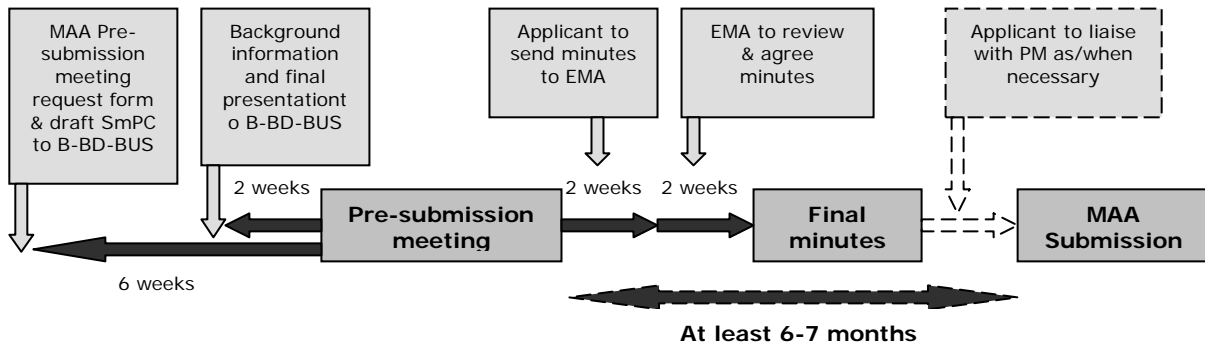 MAA Pre-
submission
meeting
request form
& draft SmPC
to B-BD-BUS
Background
information
and final
presentationt
o B-BD-BUS
Applicant to
send minutes
to EMA
EMA to review
& agree
minutes
Applicant to liaise
with PM as/when
necessary
2 weeks
2 weeks
2 weeks
Pre-submission
meeting
Final
minutes
MAA
Submission
6 weeks
At least 6-7 months